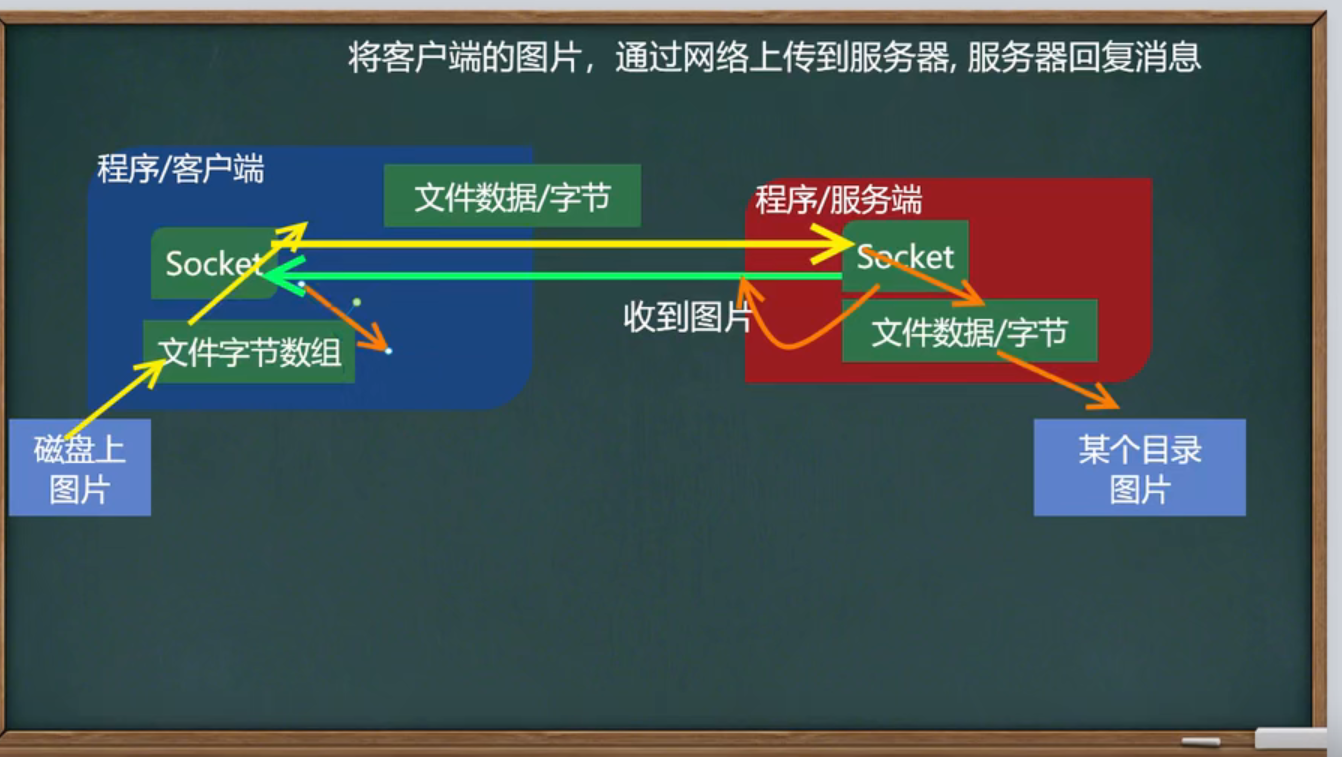 将客户端的图片，通过网络上传到服务器, 服务器回复消息
程序/客户端
文件数据/字节
程序/服务端
Socket
Socket
收到图片
文件数据/字节
文件字节数组
磁盘上
图片
某个目录
图片